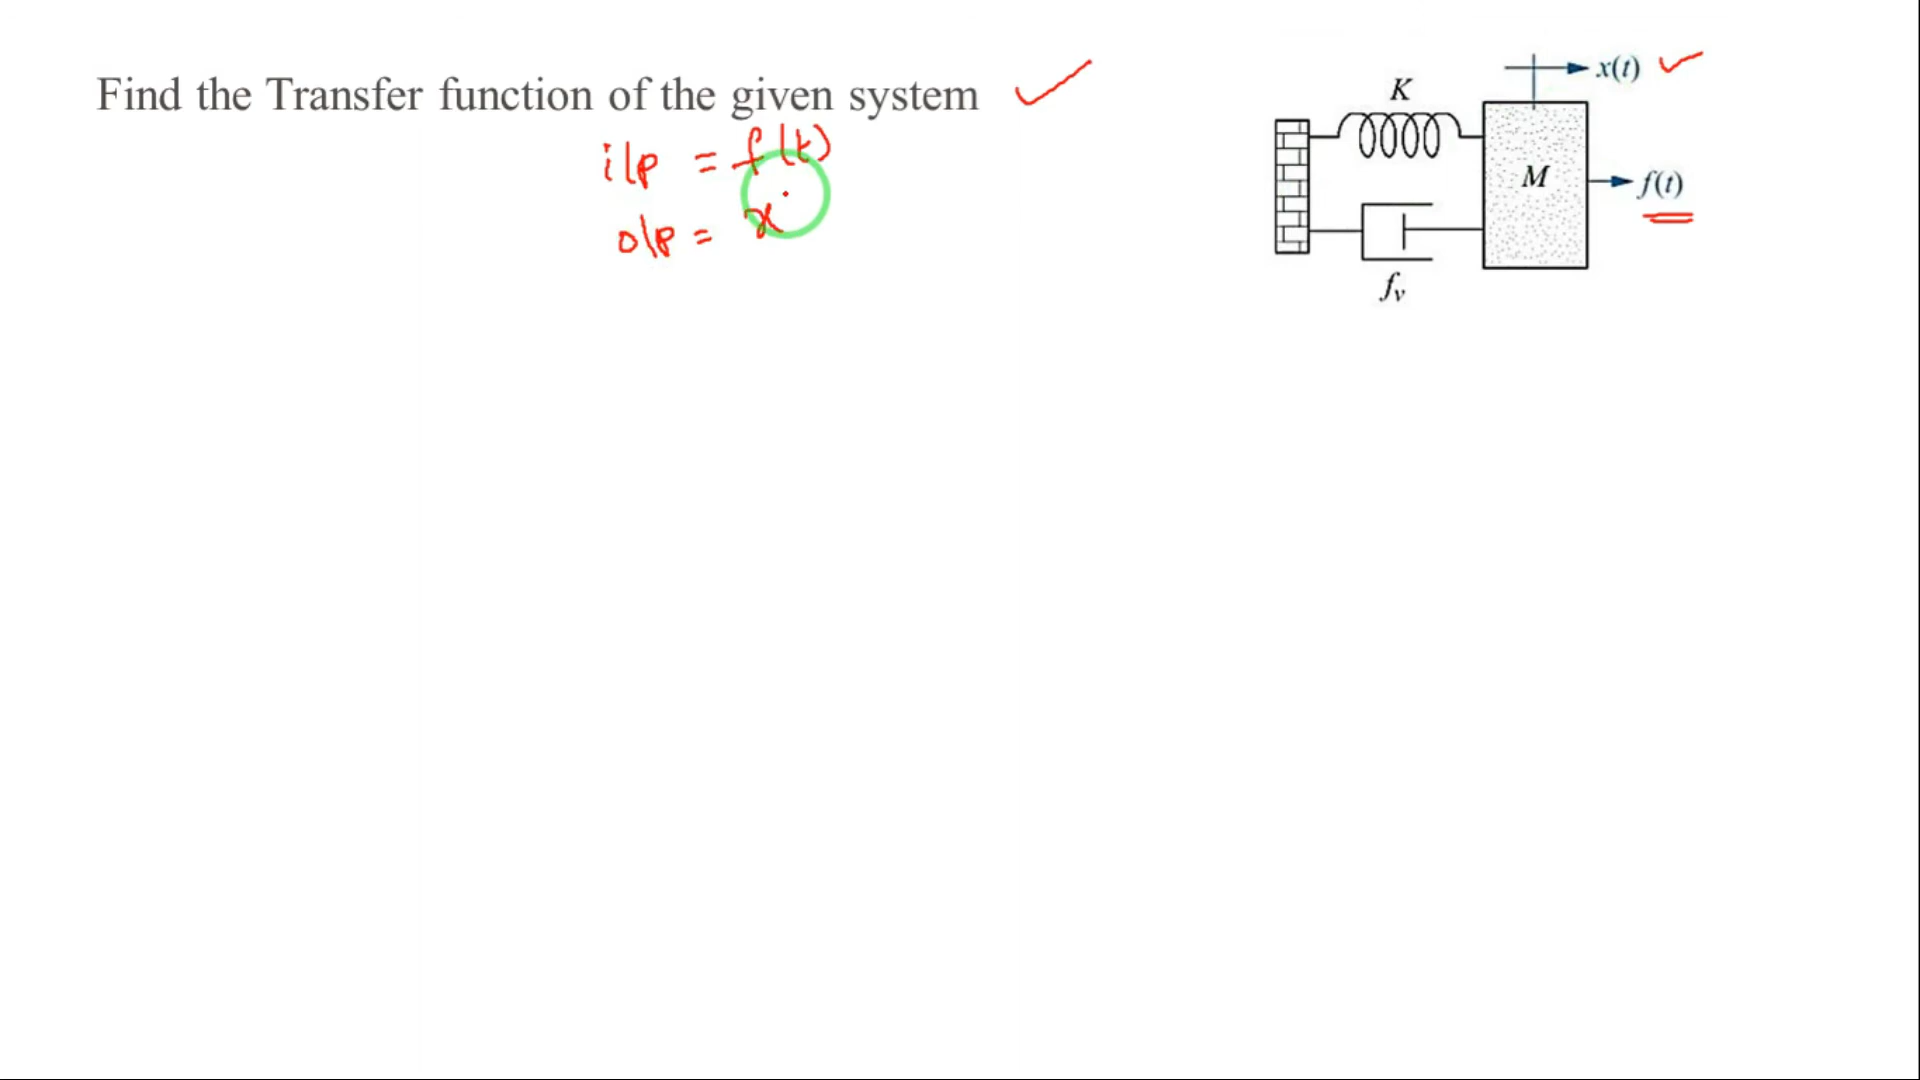 Find the Transfer function of the given system
i|p = f(t)
o|p = x
K
x(t)
M
f(t)
fv